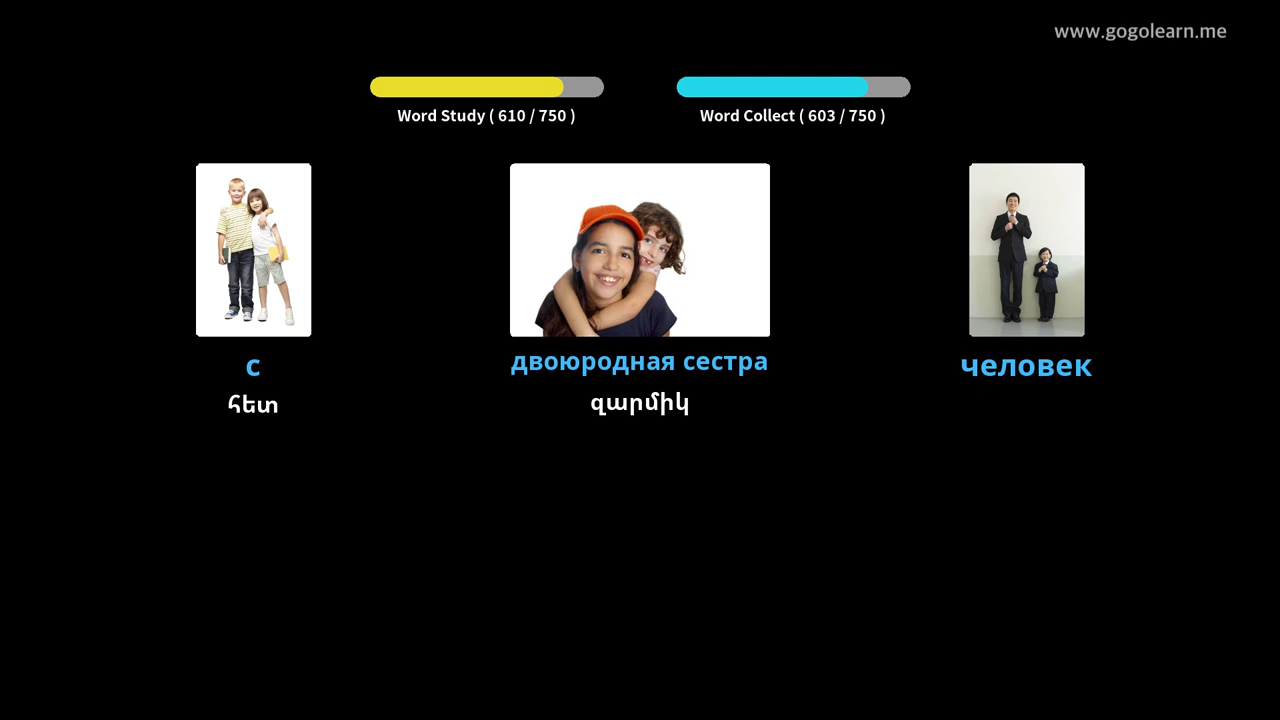 www.gogolearn.me
Word Study ( 610 / 750 )
Word Collect ( 603 / 750 )
с
двоюродная сестра
человек
հետ
զարմիկ